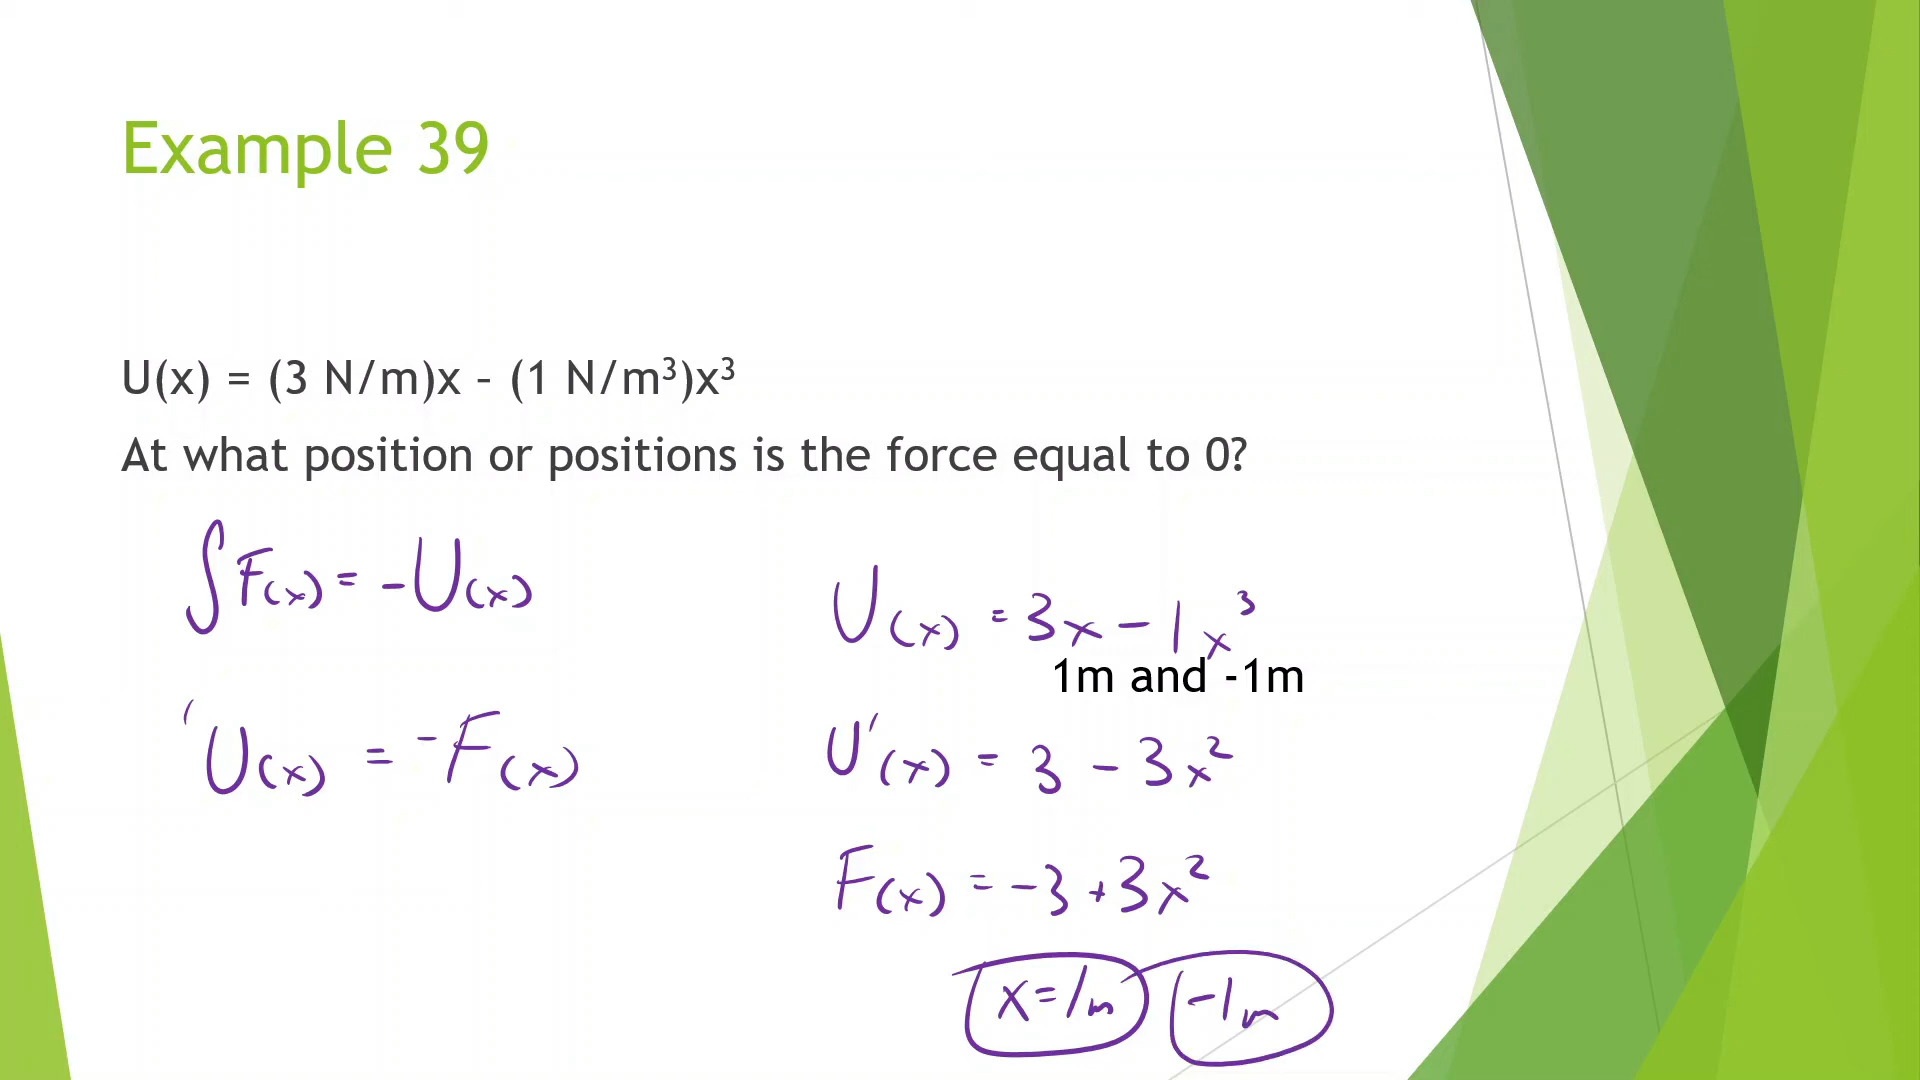 Example 39
U(x) = (3 N/m)x – (1 N/m³)x³
At what position or positions is the force equal to 0?
∫F(x) = -U(x)
'U(x) = -F(x)
U(x) = 3x - 1x³
1m and -1m
U'(x) = 3 - 3x²
F(x) = -3 + 3x²
x=1m -1m